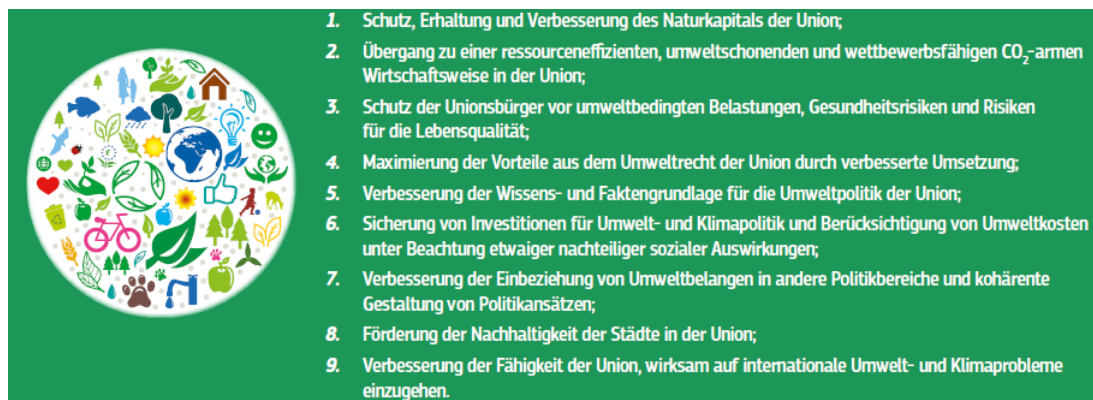 1. Schutz, Erhaltung und Verbesserung des Naturkapitals der Union;
2. Übergang zu einer ressourceneffizienten, umweltschonenden und wettbewerbsfähigen CO₂-armen
Wirtschaftsweise in der Union;
3. Schutz der Unionsbürger vor umweltbedingten Belastungen, Gesundheitsrisiken und Risiken
für die Lebensqualität;
4. Maximierung der Vorteile aus dem Umweltrecht der Union durch verbesserte Umsetzung;
5. Verbesserung der Wissens- und Faktengrundlage für die Umweltpolitik der Union;
6. Sicherung von Investitionen für Umwelt- und Klimapolitik und Berücksichtigung von Umweltkosten
unter Beachtung etwaiger nachteiliger sozialer Auswirkungen;
7. Verbesserung der Einbeziehung von Umweltbelangen in andere Politikbereiche und kohärente
Gestaltung von Politikansätzen;
8. Förderung der Nachhaltigkeit der Städte in der Union;
9. Verbesserung der Fähigkeit der Union, wirksam auf internationale Umwelt- und Klimaprobleme
einzugehen.